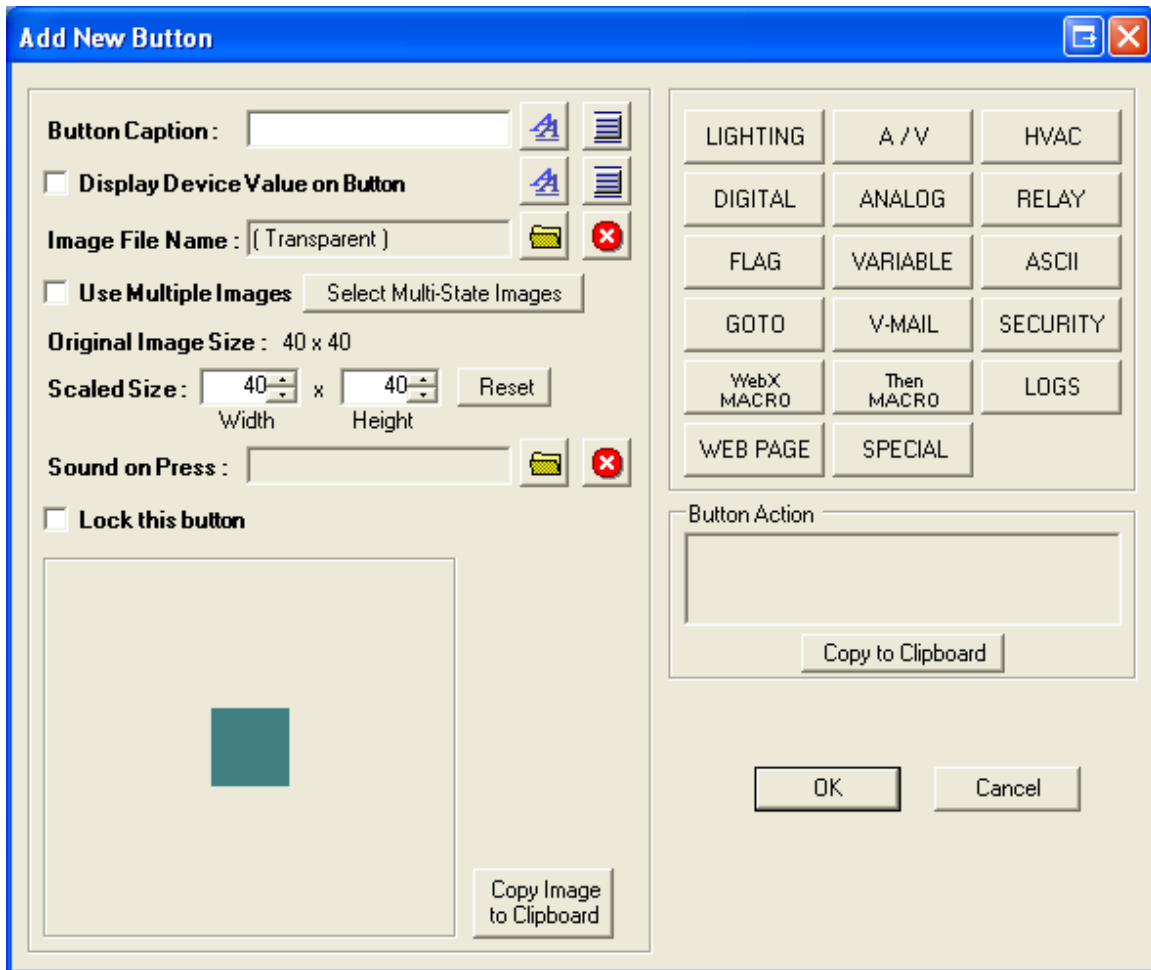 Add New Button
Button Caption :
Display Device Value on Button
Image File Name : ( Transparent )
Use Multiple Images Select Multi-State Images
Original Image Size : 40 x 40
Scaled Size : 40 x 40 Reset
Width Height
Sound on Press :
Lock this button
Copy Image
to Clipboard
LIGHTING A / V HVAC
DIGITAL ANALOG RELAY
FLAG VARIABLE ASCII
GOTO V-MAIL SECURITY
WebX MACRO Then MACRO LOGS
WEB PAGE SPECIAL
Button Action
Copy to Clipboard
OK Cancel